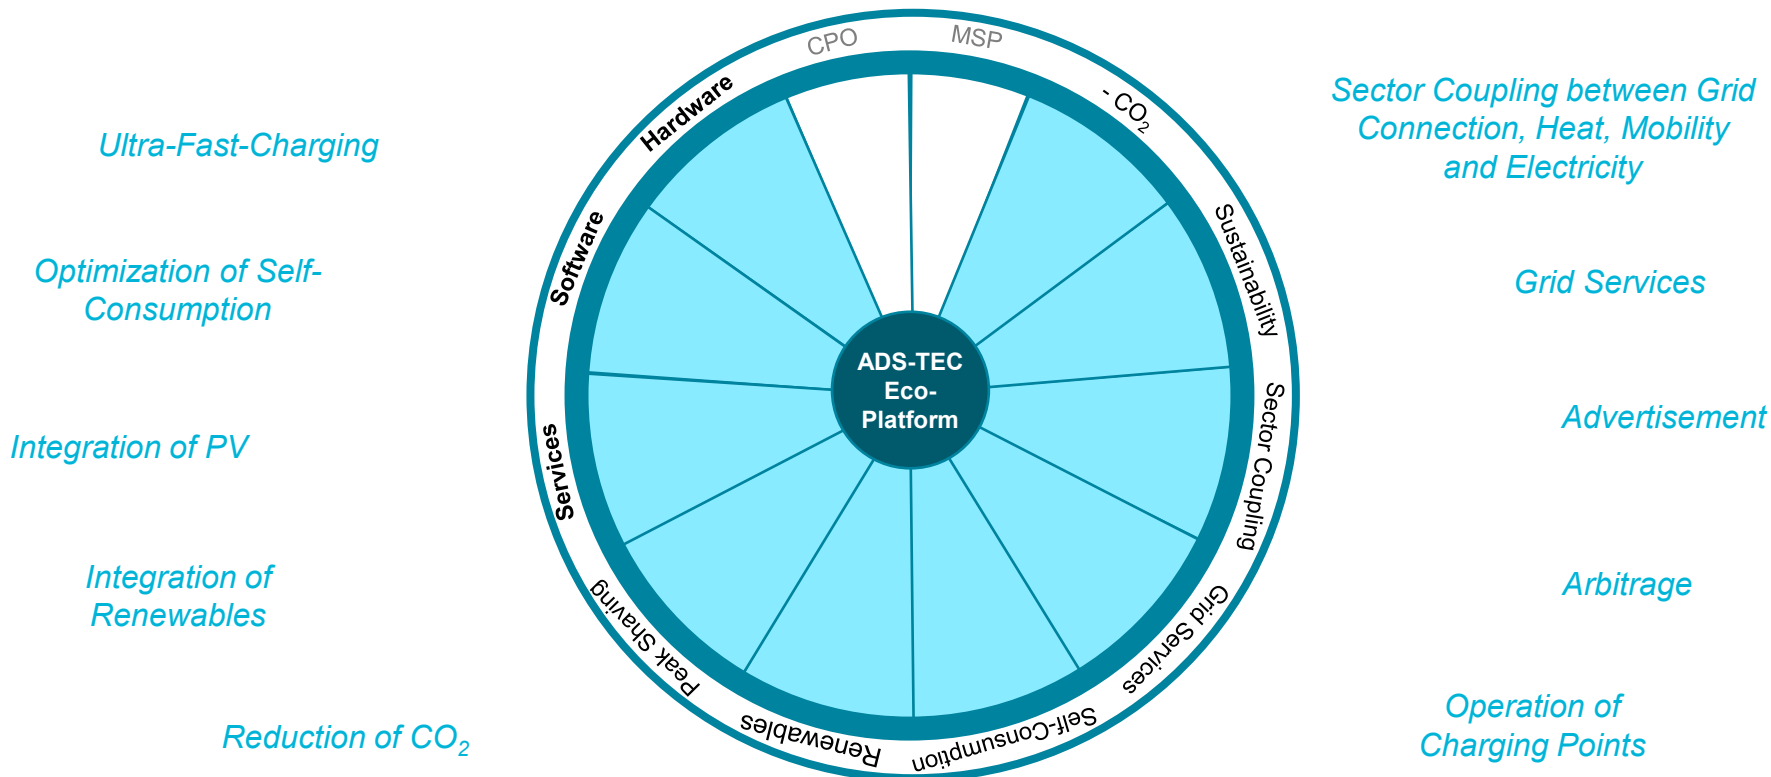 Ultra-Fast-Charging
Optimization of Self-
Consumption
Integration of PV
Integration of
Renewables
Reduction of CO₂
CPO
MSP
- CO₂
Sustainability
Sector Coupling
Grid Services
Self-Consumption
Renewables
Peak Shaving
Services
Software
Hardware
ADS-TEC
Eco-
Platform
Sector Coupling between Grid
Connection, Heat, Mobility
and Electricity
Grid Services
Advertisement
Arbitrage
Operation of
Charging Points